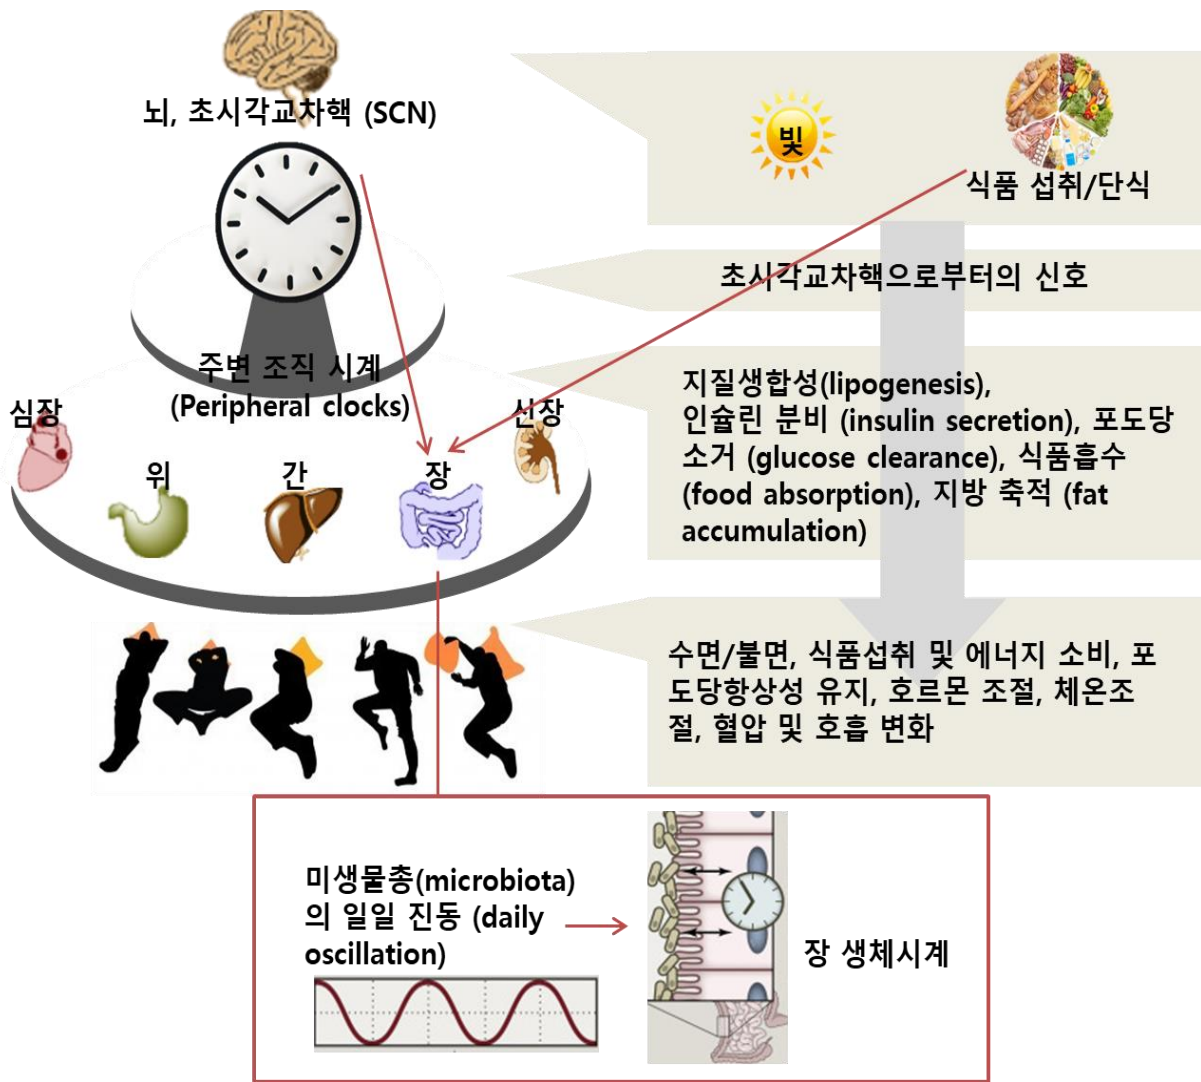 뇌, 초시각교차핵 (SCN)
빛
식품 섭취/단식
초시각교차핵으로부터의 신호
주변 조직 시계
(Peripheral clocks)
심장
신장
위
간
장
지질생합성(lipogenesis),
인슐린 분비 (insulin secretion), 포도당
소거 (glucose clearance), 식품흡수
(food absorption), 지방 축적 (fat
accumulation)
수면/불면, 식품섭취 및 에너지 소비, 포
도당항상성 유지, 호르몬 조절, 체온조
절, 혈압 및 호흡 변화
미생물총(microbiota)
의 일일 진동 (daily
oscillation)
장 생체시계